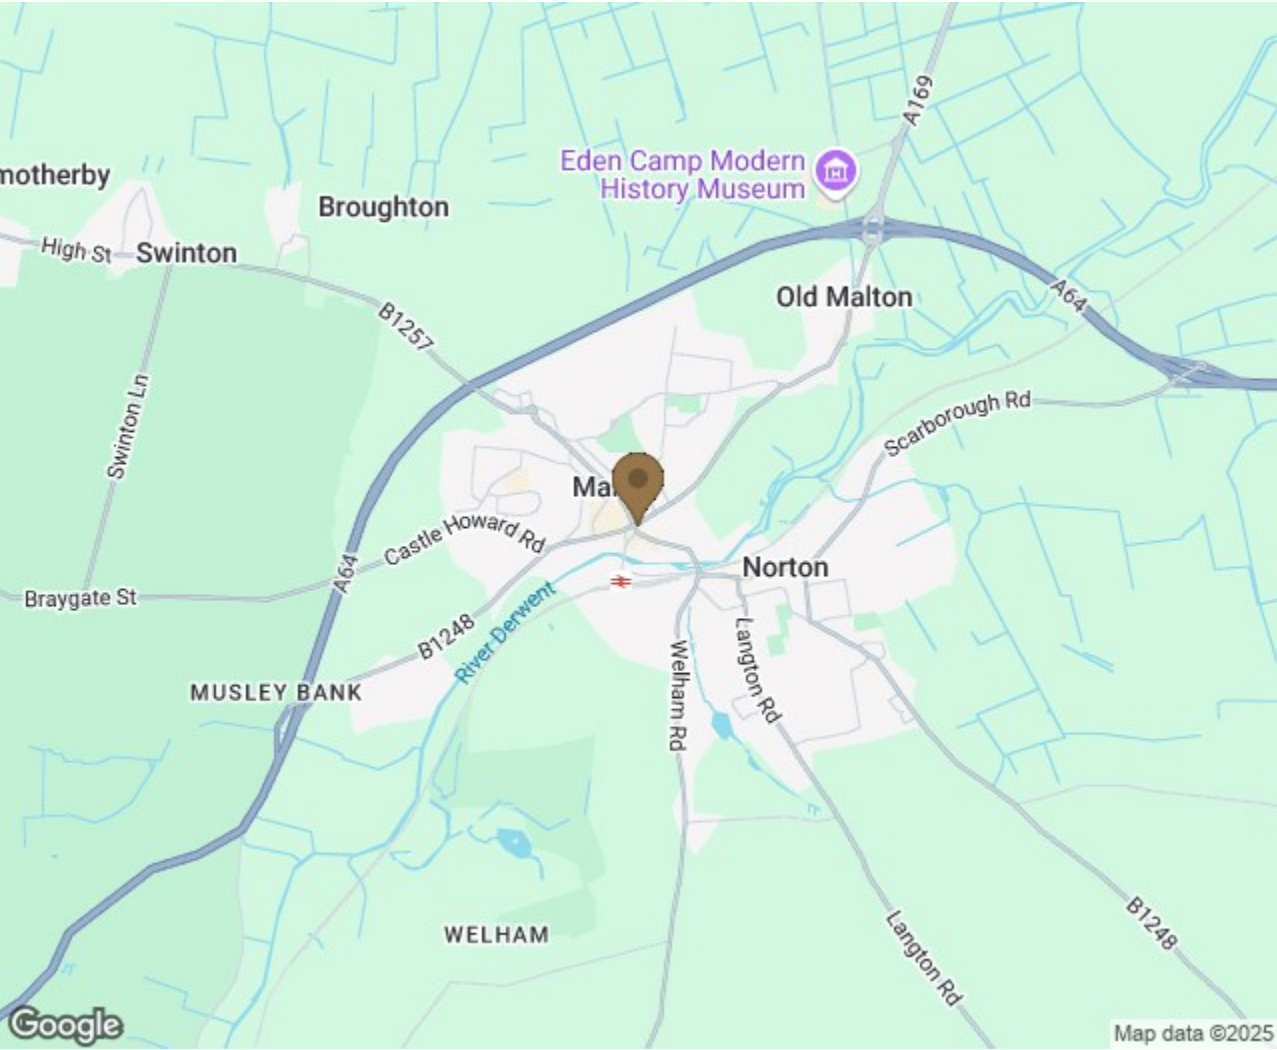 A169
Eden Camp Modern
History Museum
motherby
Broughton
High St
Swinton
Old Malton
A64
B1257
Swinton Ln
Scarborough Rd
Castle Howard Rd
Norton
A64
Braygate St
River Derwent
B1248
Langton Rd
Welham Rd
MUSLEY BANK
WELHAM
B1248
Langton Rd
Google
Map data ©2025